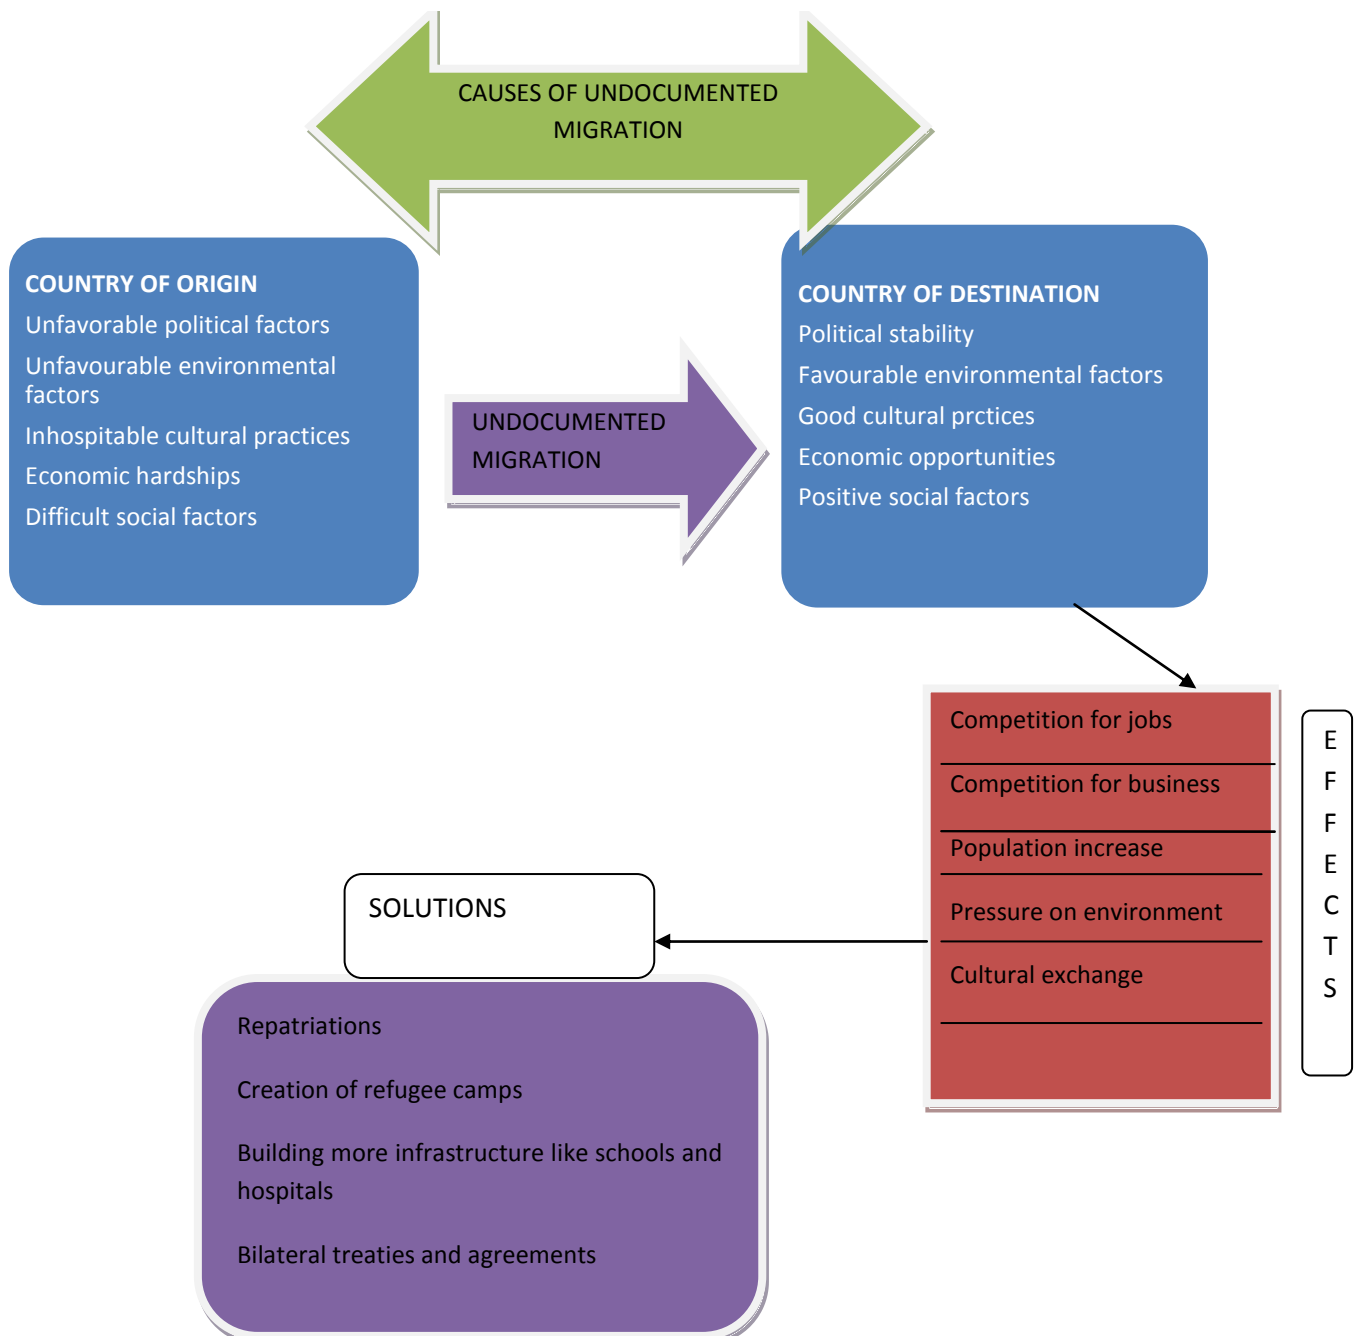 CAUSES OF UNDOCUMENTED
MIGRATION
COUNTRY OF ORIGIN
Unfavorable political factors
Unfavourable environmental
factors
Inhospitable cultural practices
Economic hardships
Difficult social factors
UNDOCUMENTED
MIGRATION
COUNTRY OF DESTINATION
Political stability
Favourable environmental factors
Good cultural prctices
Economic opportunities
Positive social factors
Competition for jobs
Competition for business
Population increase
Pressure on environment
Cultural exchange
E
F
F
E
C
T
S
SOLUTIONS
Repatriations
Creation of refugee camps
Building more infrastructure like schools and
hospitals
Bilateral treaties and agreements